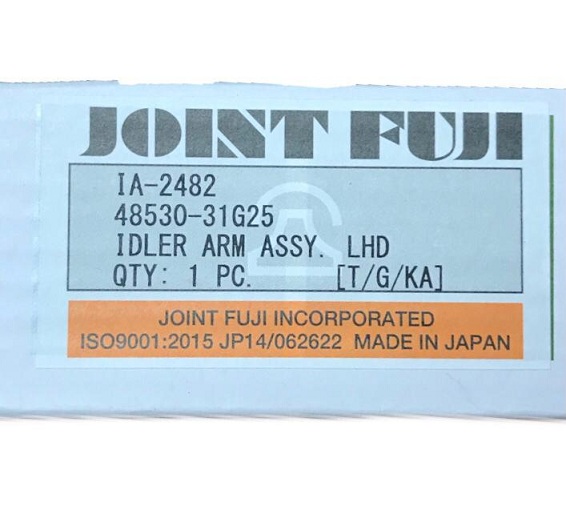 JOINT FUJI
IA-2482
48530-31G25
IDLER ARM ASSY. LHD
QTY: 1 PC. [T/G/KA]
JOINT FUJI INCORPORATED
ISO9001:2015 JP14/062622 MADE IN JAPAN